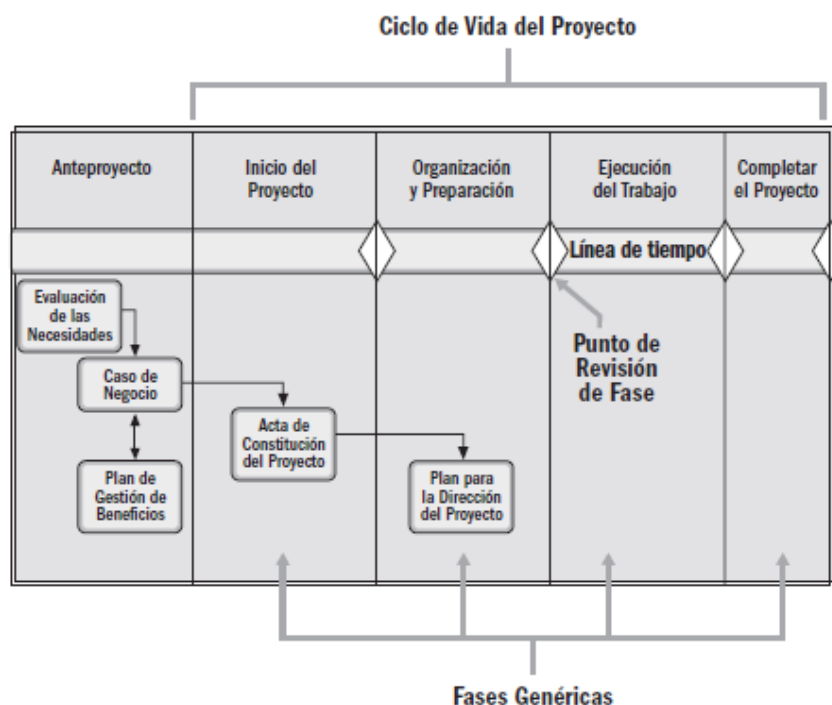 Ciclo de Vida del Proyecto
Anteproyecto
Inicio del
Proyecto
Organización
y Preparación
Ejecución
del Trabajo
Completar
el Proyecto
Línea de tiempo
Evaluación
de las
Necesidades
Caso de
Negocio
Plan de
Gestión de
Beneficios
Acta de
Constitución
del Proyecto
Plan para
la Dirección
del Proyecto
Punto de
Revisión
de Fase
Fases Genéricas